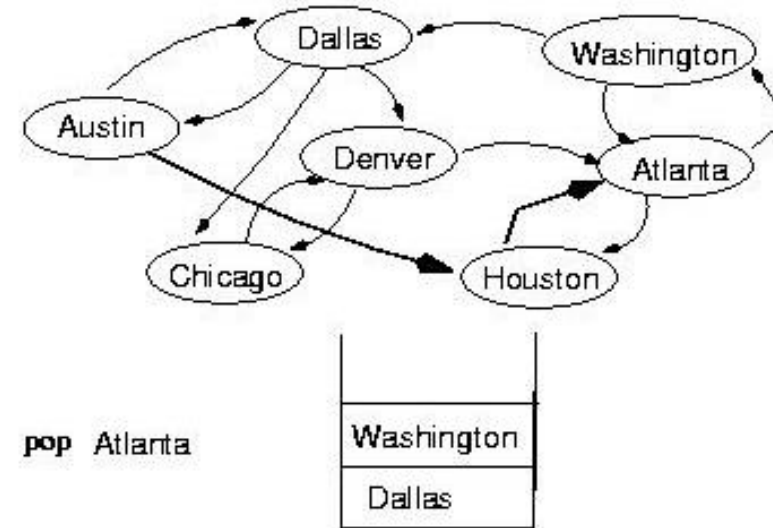 Dallas
Washington
Austin
Denver
Atlanta
Chicago
Houston
pop Atlanta
Washington
Dallas